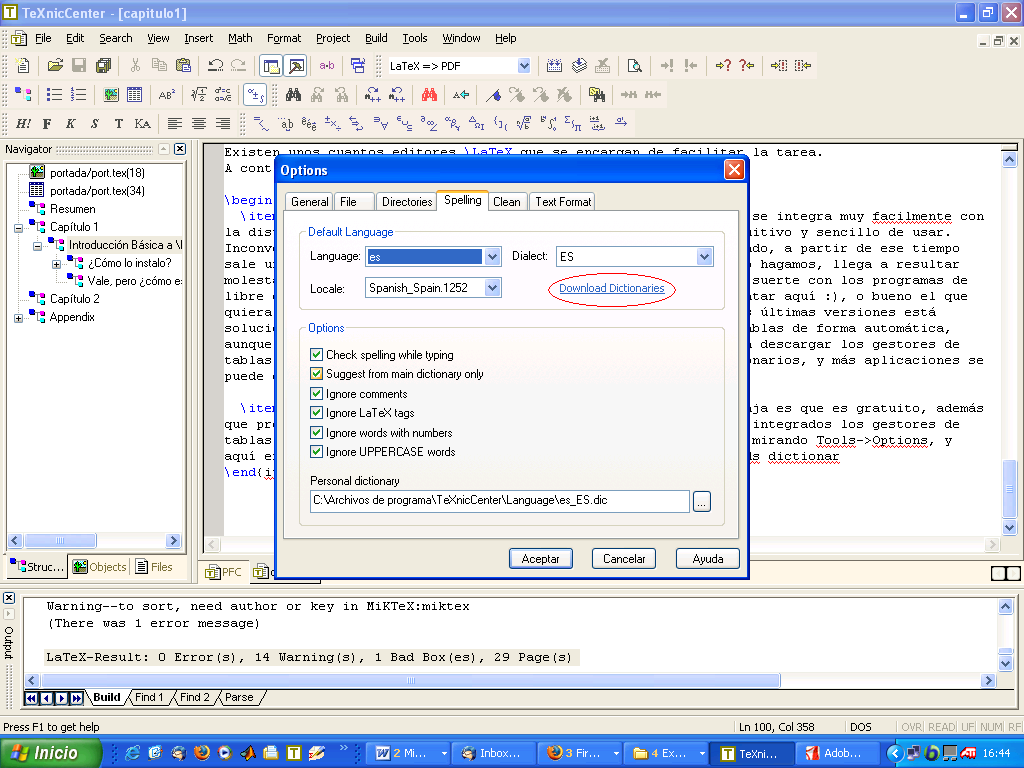 TeXnicCenter - [capitulo1]
File Edit Search View Insert Math Format Project Build Tools Window Help
LaTeX => PDF
H! F K S T KA
Navigator
portada/port.tex(18)
portada/port.tex(34)
Resumen
Capítulo 1
Introducción Básica a \
¿Cómo lo instalo?
Vale, pero ¿cómo es
Capítulo 2
Appendix
Struc... Objects Files
Existen unos cuantos editores \LaTeX que se encargan de facilitar la tarea.
A cont
\begin
\item se integra muy facilmente con
la dist uitivo y sencillo de usar.
Inconv ndo, a partir de ese tiempo
sale u o hagamos, llega a resultar
molest suerte con los programas de
libre ntar aquí :), o bueno el que
quiera s últimas versiones está
soluci blas de forma automática,
aunque descargar los gestores de
tablas onarios, y más aplicaciones se
puede
\item ja es que es gratuito, además
que pr integrados los gestores de
tablas mirando Tools->Options, y
aquí e ds dictionar
\end{i
PFC
Options
General File Directories Spelling Clean Text Format
Default Language
Language: es Dialect: ES
Locale: Spanish_Spain.1252 Download Dictionaries
Options
Check spelling while typing
Suggest from main dictionary only
Ignore comments
Ignore LaTeX tags
Ignore words with numbers
Ignore UPPERCASE words
Personal dictionary
C:\Archivos de programa\TeXnicCenter\Language\es_ES.dic ...
Aceptar Cancelar Ayuda
Output
Warning--to sort, need author or key in MiKTeX:miktex
(There was 1 error message)
LaTeX-Result: 0 Error(s), 14 Warning(s), 1 Bad Box(es), 29 Page(s)
Build Find 1 Find 2 Parse
Press F1 to get help Ln 100, Col 358 DOS OVR READ UF NUM RF
Inicio 2 Mi... Inbox... 3 Fir... 4 Ex... TeXni... Adob... 16:44